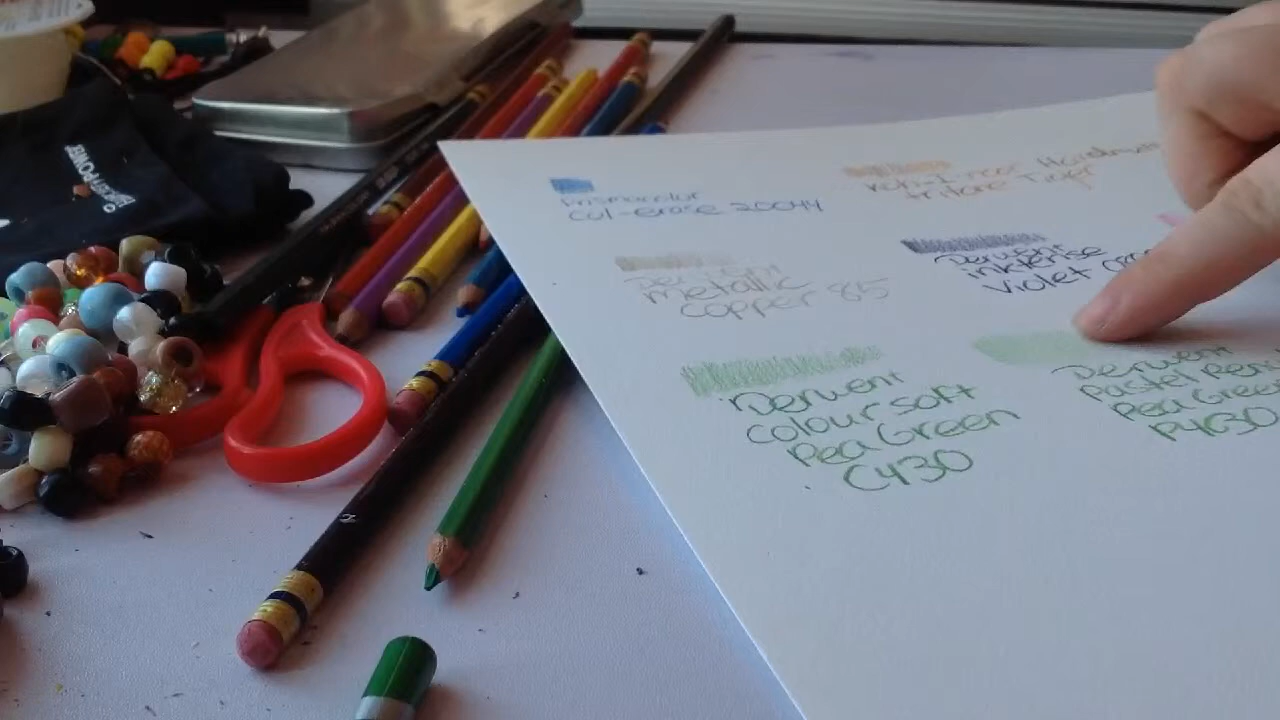 Prismacolor
Col-erase 20044
Koh-I-noor Hardtmuth
Tritone Tiger
Derwent
metallic
Copper 85
Derwent
inktense
Violet
Derwent
Coloursoft
Pea Green
C430
Derwent
Pastel Pencil
Pea Green
P430
POWER